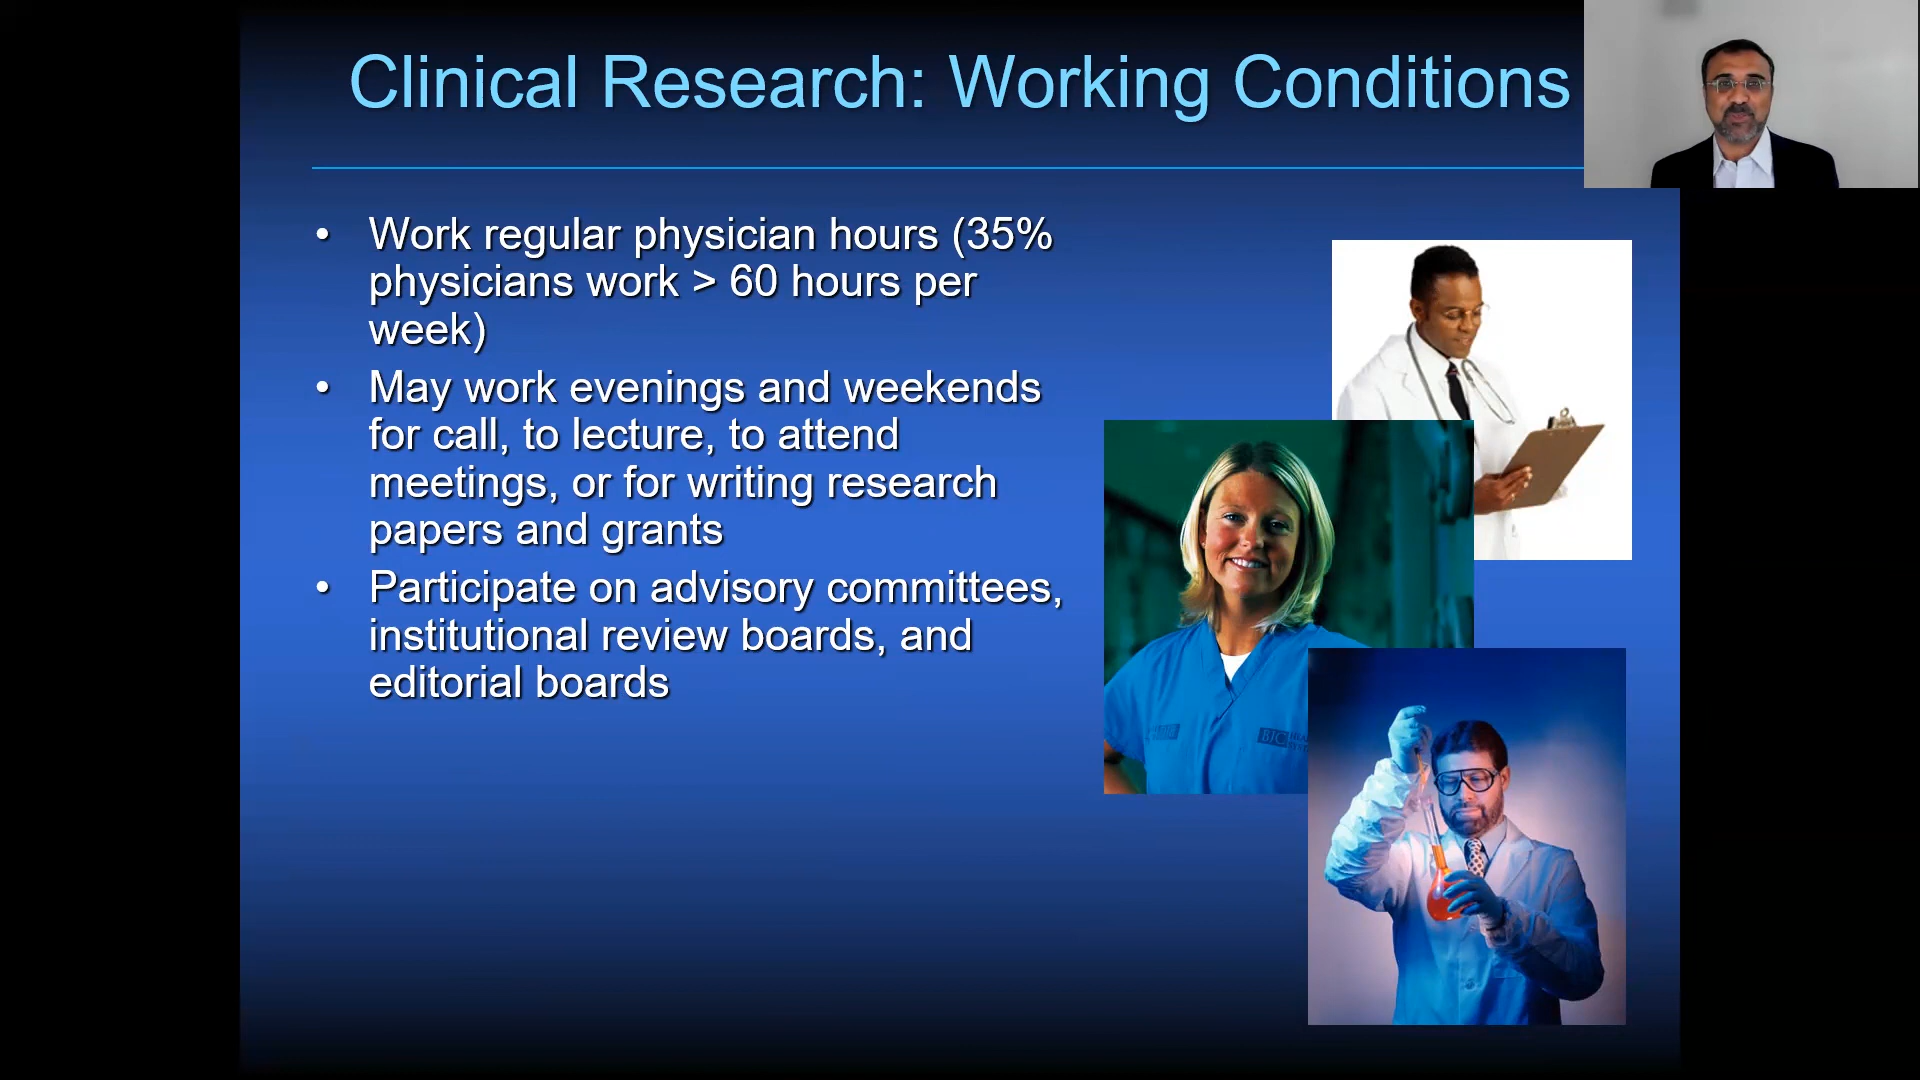 Clinical Research: Working Conditions
• Work regular physician hours (35%
physicians work > 60 hours per
week)
• May work evenings and weekends
for call, to lecture, to attend
meetings, or for writing research
papers and grants
• Participate on advisory committees,
institutional review boards, and
editorial boards
BJC